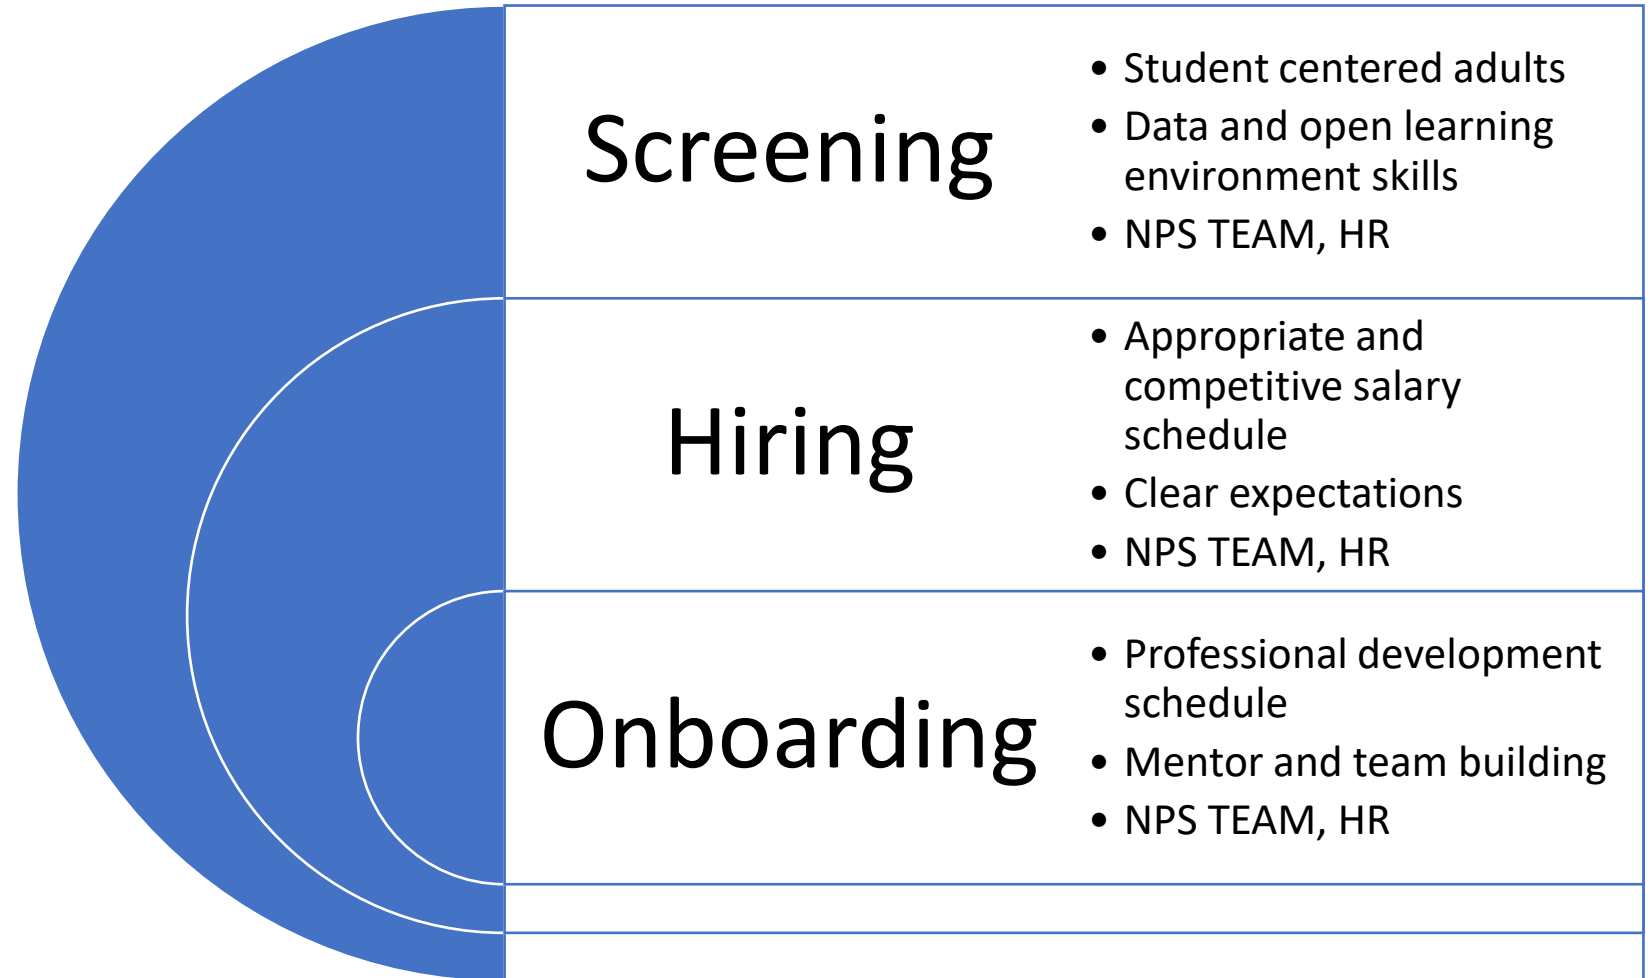 Screening
• Student centered adults
• Data and open learning
environment skills
• NPS TEAM, HR
Hiring
• Appropriate and
competitive salary
schedule
• Clear expectations
• NPS TEAM, HR
Onboarding
• Professional development
schedule
• Mentor and team building
• NPS TEAM, HR